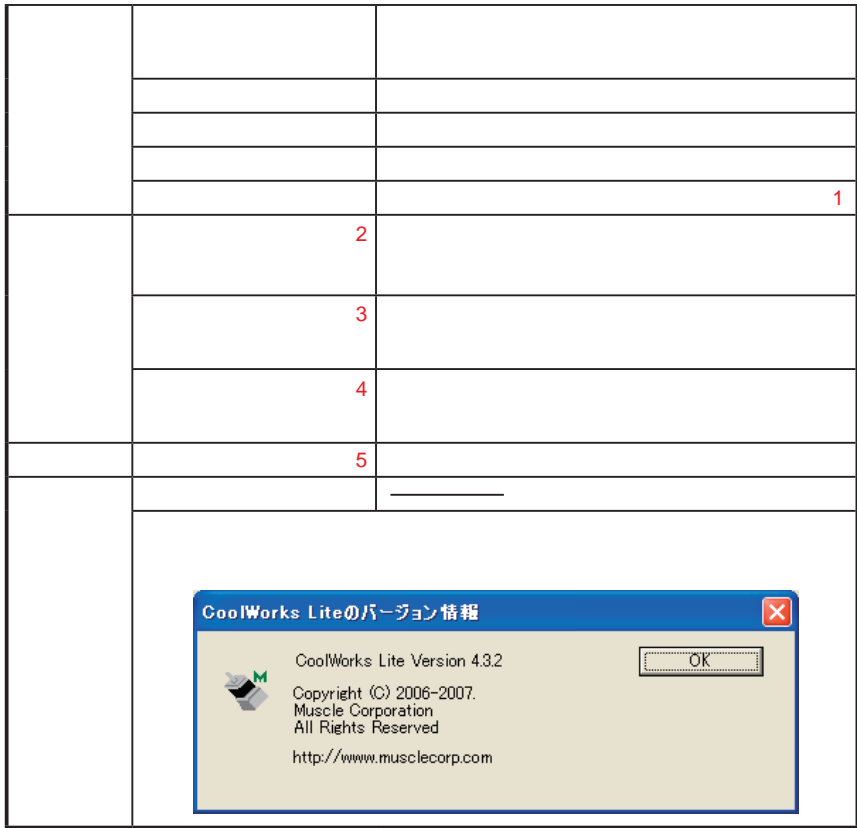 1
2
3
4
5
CoolWorks Liteのバージョン情報
CoolWorks Lite Version 4.3.2
OK
Copyright (C) 2006-2007.
Muscle Corporation
All Rights Reserved
http://www.musclecorp.com